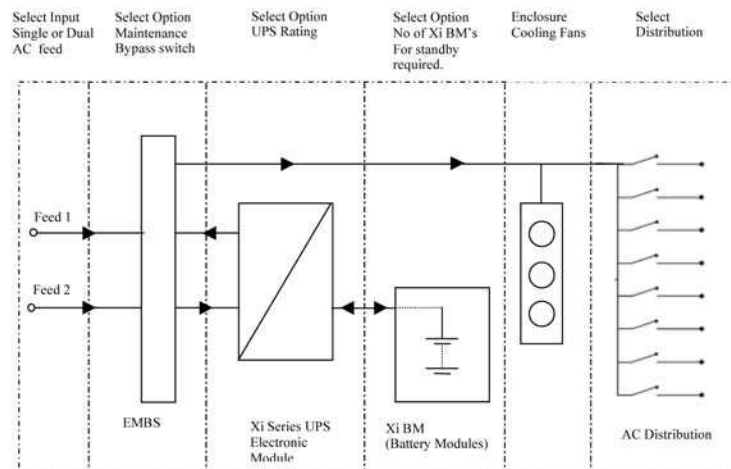 Select Input
Single or Dual
AC feed
Select Option
Maintenance
Bypass switch
Select Option
UPS Rating
Select Option
No of Xi BM's
For standby
required.
Enclosure
Cooling Fans
Select
Distribution
Feed 1
Feed 2
EMBS
Xi Series UPS
Electronic
Module
Xi BM
(Battery Modules)
AC Distribution